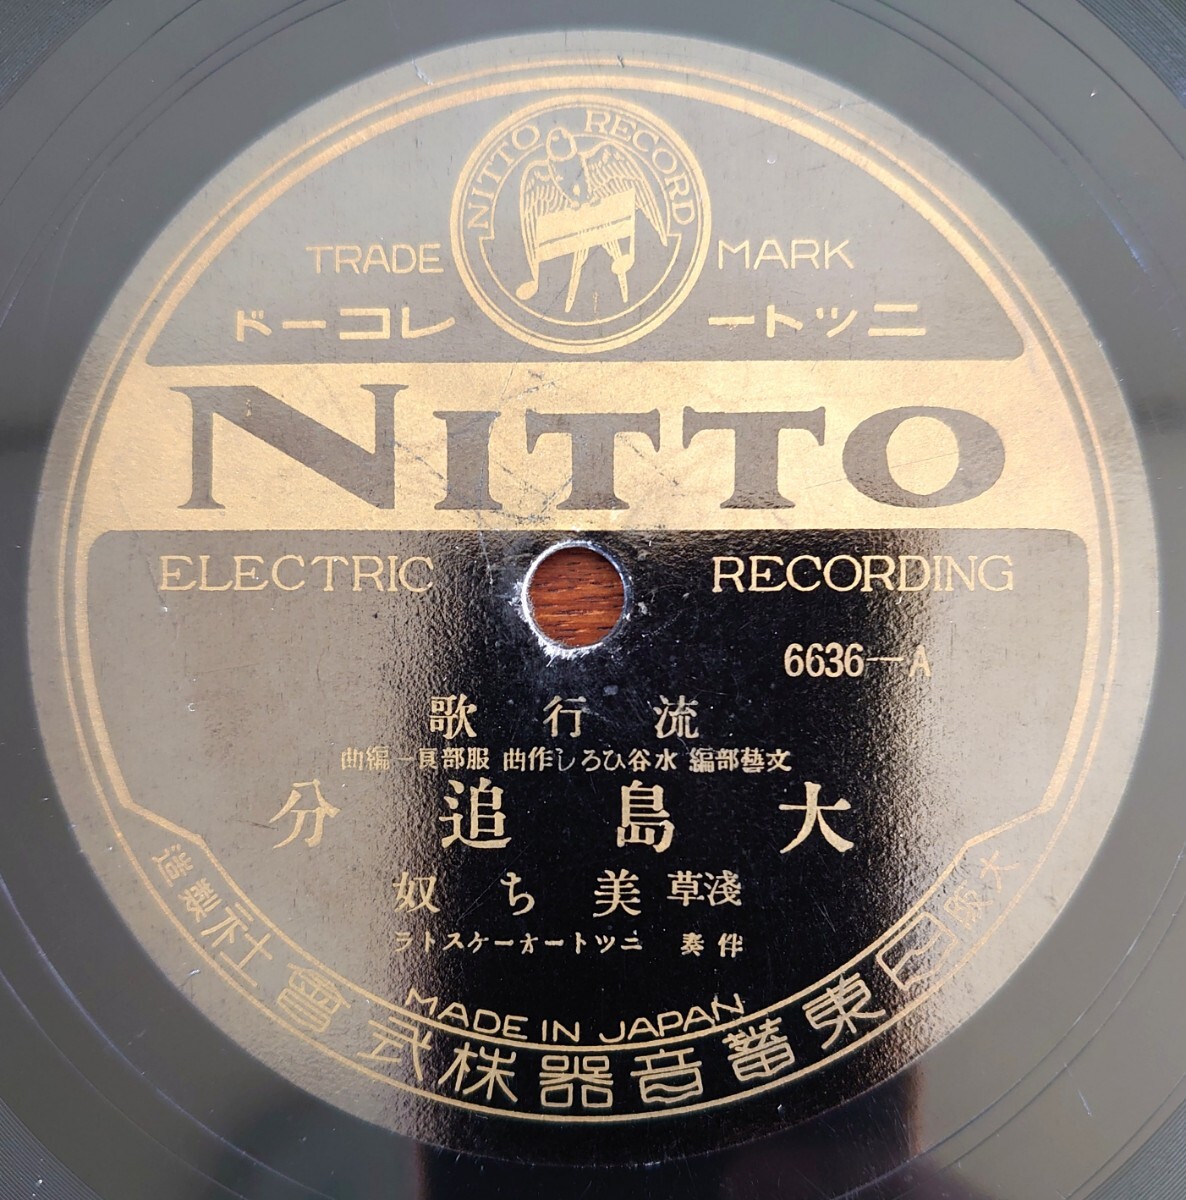 NITTO RECORD
TRADE MARK
ニットーレコード
NITTO
ELECTRIC RECORDING
6636-A
流行歌
文藝部編 水谷ひろし作曲 服部良一編曲
大島追分
淺草 美ち奴
伴奏 ニツトーオーケストラ
MADE IN JAPAN
大阪 日東蓄音器株式會社製造